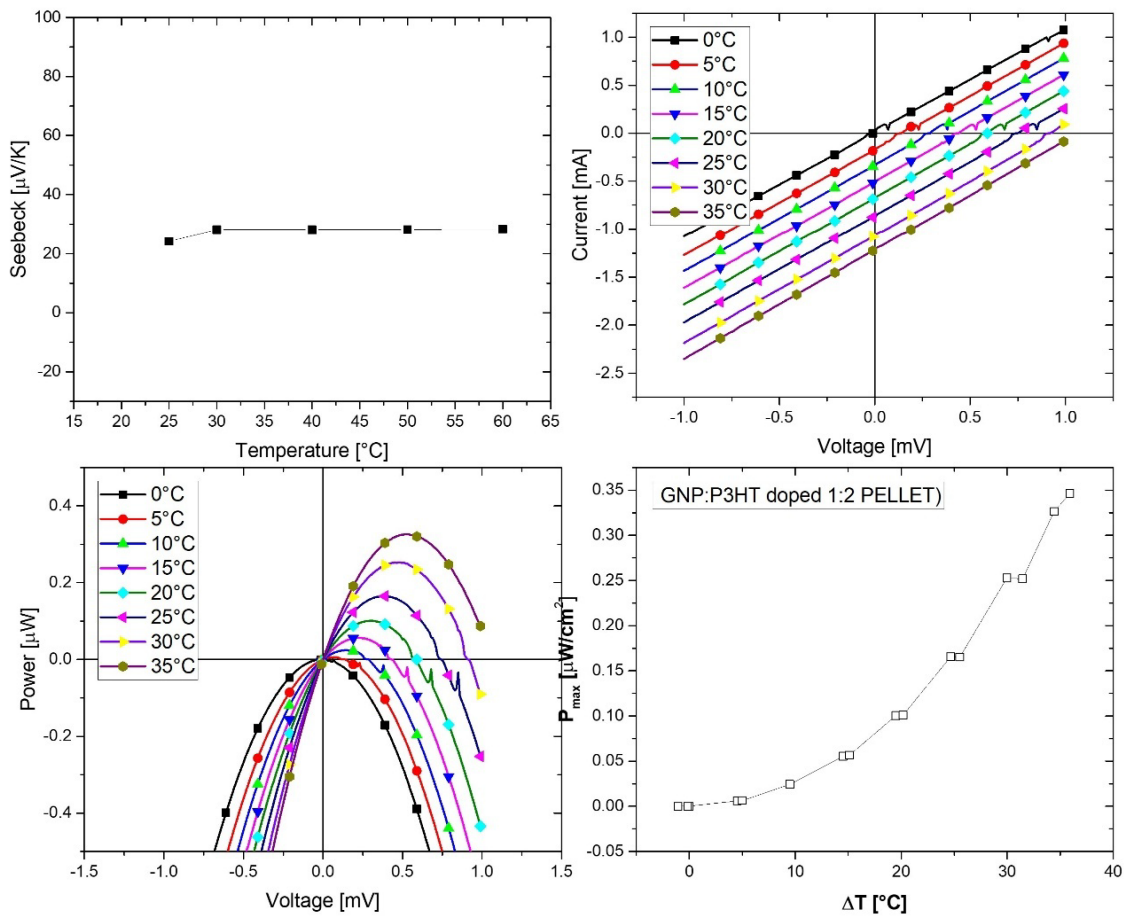 100
80
60
40
20
0
-20
15 20 25 30 35 40 45 50 55 60 65
Seebeck [µV/K]
Temperature [°C]
0°C
5°C
10°C
15°C
20°C
25°C
30°C
35°C
1.0
0.5
0.0
-0.5
-1.0
-1.5
-2.0
-2.5
-1.0 -0.5 0.0 0.5 1.0
Current [mA]
Voltage [mV]
0°C
5°C
10°C
15°C
20°C
25°C
30°C
35°C
0.4
0.2
0.0
-0.2
-0.4
-1.5 -1.0 -0.5 0.0 0.5 1.0 1.5
Power [µW]
Voltage [mV]
GNP:P3HT doped 1:2 PELLET)
0.35
0.30
0.25
0.20
0.15
0.10
0.05
0.00
-0.05
0 10 20 30 40
Pmax [µW/cm²]
ΔT [°C]